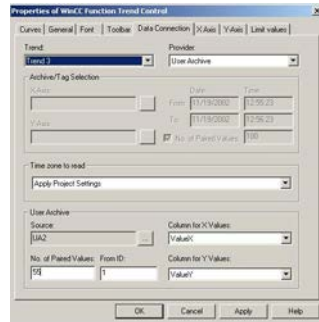 Properties of WinCC Function Trend Control
Curves General Font Toolbar Data Connection X Axis Y-Axis Limit values
Trend: Provider:
Trend 3 User Archive
Archive/Tag Selection
X-Axis Date: Time:
From: 11/19/2002 12:55:23
Y-Axis To: 11/19/2002 12:56:23
No. of Paired Values: 100
Time zone to read
Apply Project Settings
User Archive
Source: Column for X Values:
UA2 ... ValueX
No. of Paired Values: From ID: Column for Y Values:
55 1 ValueY
OK Cancel Apply Help